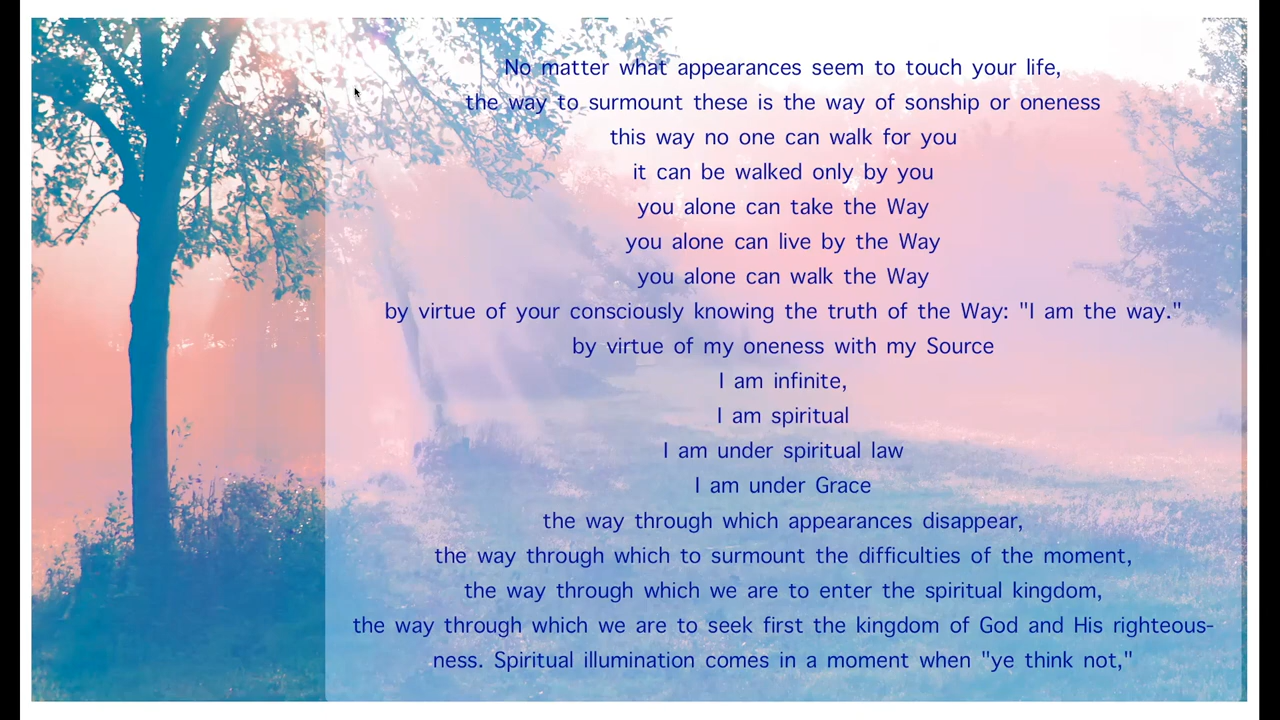 No matter what appearances seem to touch your life,
the way to surmount these is the way of sonship or oneness
this way no one can walk for you
it can be walked only by you
you alone can take the Way
you alone can live by the Way
you alone can walk the Way
by virtue of your consciously knowing the truth of the Way: "I am the way."
by virtue of my oneness with my Source
I am infinite,
I am spiritual
I am under spiritual law
I am under Grace
the way through which appearances disappear,
the way through which to surmount the difficulties of the moment,
the way through which we are to enter the spiritual kingdom,
the way through which we are to seek first the kingdom of God and His righteous-
ness. Spiritual illumination comes in a moment when "ye think not,"